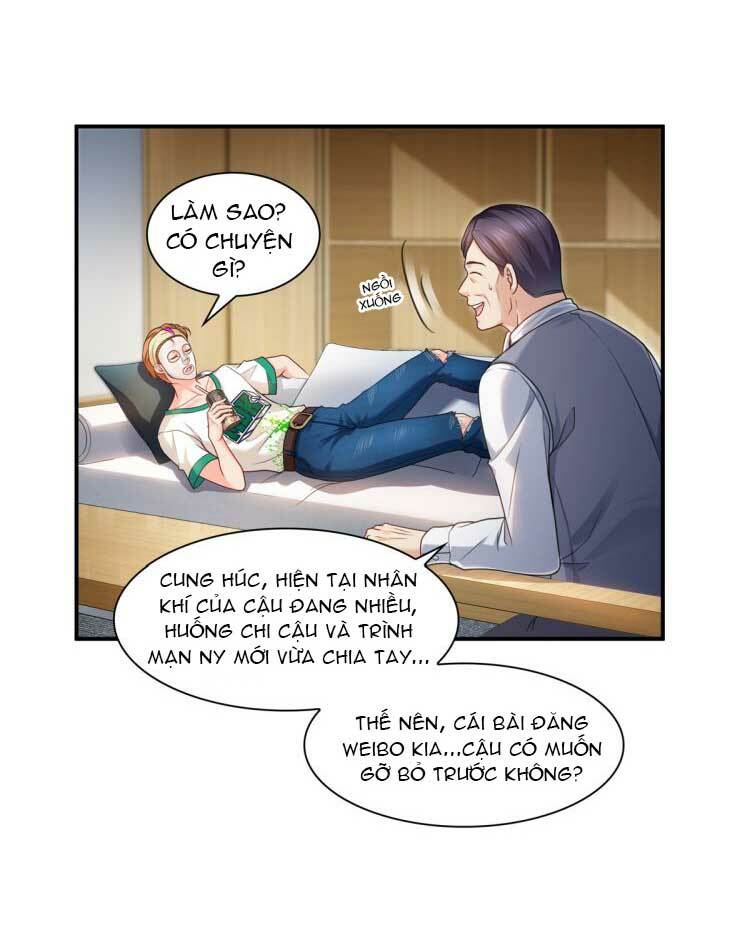 LÀM SAO?
CÓ CHUYỆN
GÌ?
NGỒI
XUỐNG
CUNG HÚC, HIỆN TẠI NHÂN
KHÍ CỦA CẬU ĐANG NHIỀU,
HUỐNG CHI CẬU VÀ TRÌNH
MẠN NY MỚI VỪA CHIA TAY...
THẾ NÊN, CÁI BÀI ĐĂNG
WEIBO KIA...CẬU CÓ MUỐN
GỠ BỎ TRƯỚC KHÔNG?